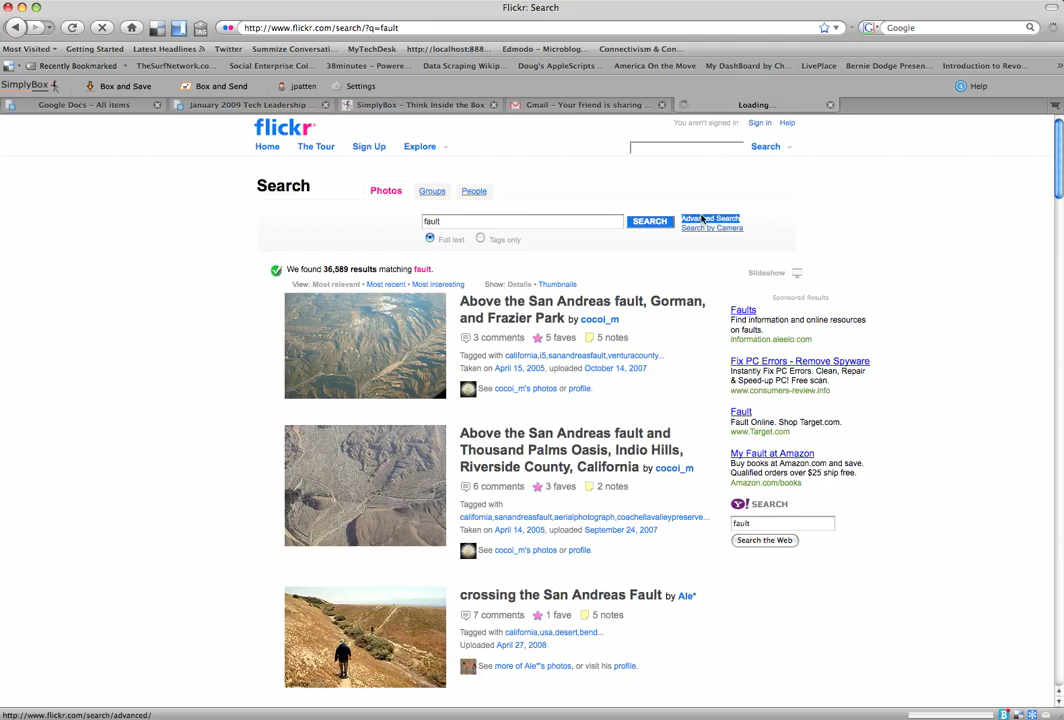 Flickr: Search
http://www.flickr.com/search/?q=fault
Google
Most Visited Getting Started Latest Headlines Twitter Summize Conversati... MyTechDesk http://localhost:888... Edmodo – Microblog... Connectivism & Con...
Recently Bookmarked TheSurfNetwork.co... Social Enterprise Col... 38minutes – Powere... Data Scraping Wikip... Doug's AppleScripts ... America On the Move My DashBoard by Ch... LivePlace Bernie Dodge Presen... Introduction to Revo...
SimplyBox Box and Save Box and Send jpatten Settings Help
Google Docs – All items January 2009 Tech Leadership ... SimplyBox – Think Inside the Box Gmail – Your friend is sharing ... Loading...
flickr
You aren't signed in Sign In Help
Home The Tour Sign Up Explore Search
Search Photos Groups People
fault SEARCH Advanced Search
Search by Camera
Full text Tags only
We found 36,589 results matching fault.
Slideshow
View: Most relevant • Most recent • Most interesting Show: Details • Thumbnails
Above the San Andreas fault, Gorman,
and Frazier Park by cocoi_m
3 comments 5 faves 5 notes
Tagged with california,i5,sanandreasfault,venturacounty...
Taken on April 15, 2005, uploaded October 14, 2007
See cocoi_m's photos or profile.
Above the San Andreas fault and
Thousand Palms Oasis, Indio Hills,
Riverside County, California by cocoi_m
6 comments 3 faves 2 notes
Tagged with
california,sanandreasfault,aerialphotograph,coachellavalleypreserve...
Taken on April 14, 2005, uploaded September 24, 2007
See cocoi_m's photos or profile.
crossing the San Andreas Fault by Ale*
7 comments 1 fave 5 notes
Tagged with california,usa,desert,bend...
Uploaded April 27, 2008
See more of Ale*'s photos, or visit his profile.
Sponsored Results
Faults
Find information and online resources
on faults.
information.aleelo.com
Fix PC Errors - Remove Spyware
Instantly Fix PC Errors. Clean, Repair
& Speed-up PC! Free scan.
www.consumers-review.info
Fault
Fault Online. Shop Target.com.
www.Target.com
My Fault at Amazon
Buy books at Amazon.com and save.
Qualified orders over $25 ship free.
Amazon.com/books
Y! SEARCH
fault
Search the Web
http://www.flickr.com/search/advanced/